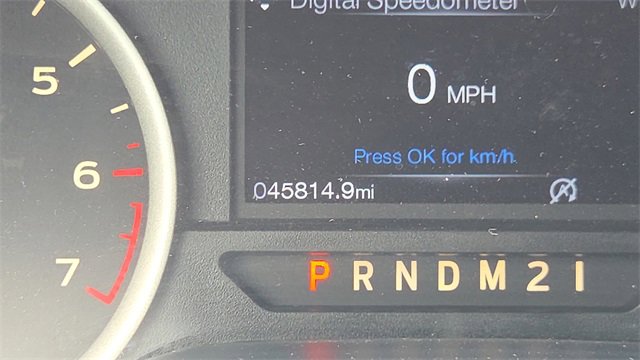 Digital Speedometer
5
0 MPH
6
Press OK for km/h
045814.9mi
7
P R N D M 2 1